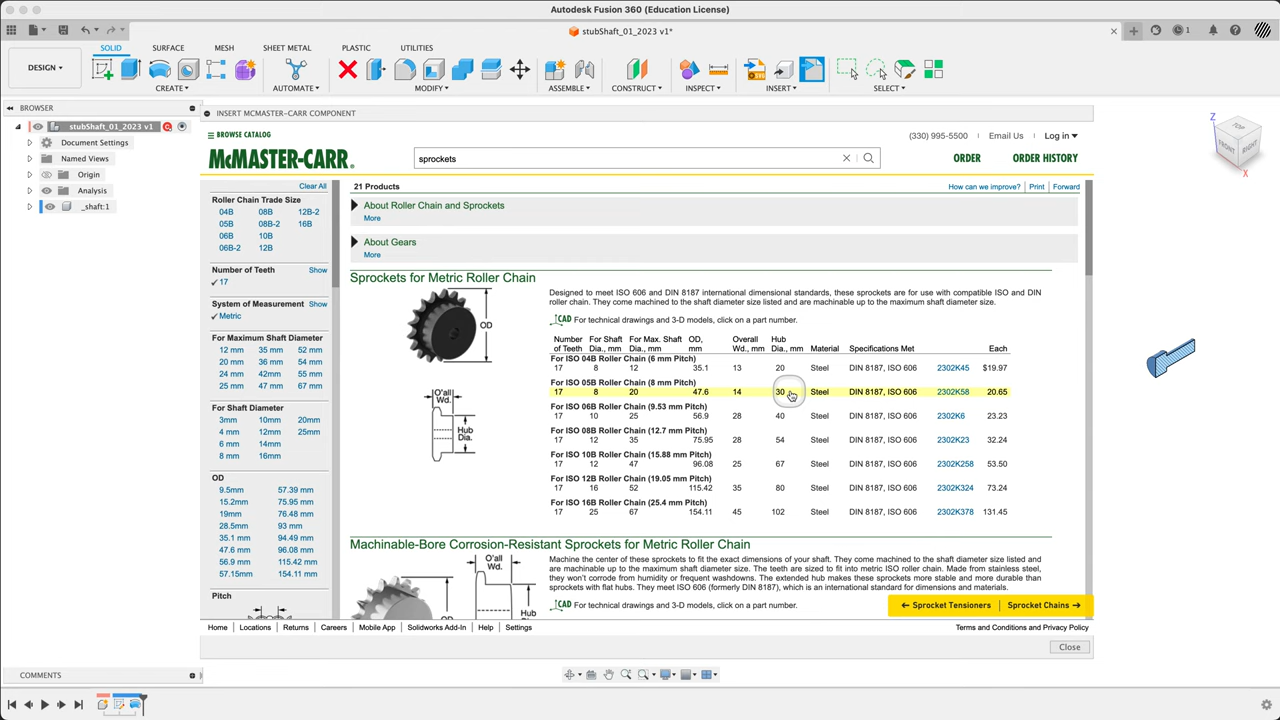 Autodesk Fusion 360 (Education License)
stubShaft_01_2023 v1*
1
DESIGN
SOLID SURFACE MESH SHEET METAL PLASTIC UTILITIES
CREATE AUTOMATE MODIFY ASSEMBLE CONSTRUCT INSPECT INSERT SELECT
BROWSER
stubShaft_01_2023 v1
Document Settings
Named Views
Origin
Analysis
_shaft:1
INSERT MCMASTER-CARR COMPONENT
BROWSE CATALOG
(330) 995-5500 Email Us Log in
McMASTER-CARR.
sprockets
ORDER ORDER HISTORY
Clear All
Roller Chain Trade Size
04B 08B 12B-2
05B 08B-2 16B
06B 10B
06B-2 12B
Number of Teeth Show
17
System of Measurement Show
Metric
For Maximum Shaft Diameter
12 mm 35 mm 52 mm
20 mm 36 mm 54 mm
24 mm 42mm 55 mm
25 mm 47 mm 67 mm
For Shaft Diameter
3mm 10mm 20mm
4 mm 12mm 25mm
6 mm 14mm
8 mm 16mm
OD
9.5mm 57.39 mm
15.2mm 75.95 mm
19mm 76.48 mm
28.5mm 93 mm
35.1 mm 94.49 mm
47.6 mm 96.08 mm
56.9 mm 115.42 mm
57.15mm 154.11 mm
Pitch
21 Products
How can we improve? Print Forward
About Roller Chain and Sprockets
More
About Gears
More
Sprockets for Metric Roller Chain
OD
O'all
Wd.
Hub
Dia.
Designed to meet ISO 606 and DIN 8187 international dimensional standards, these sprockets are for use with compatible ISO and DIN
roller chain. They come machined to the shaft diameter size listed and are machinable up to the maximum shaft diameter size.
CAD For technical drawings and 3-D models, click on a part number.
Number For Shaft For Max. Shaft OD, Overall Hub
of Teeth Dia., mm Dia., mm mm Wd., mm Dia., mm Material Specifications Met Each
For ISO 04B Roller Chain (6 mm Pitch)
17 8 12 35.1 13 20 Steel DIN 8187, ISO 606 2302K45 $19.97
For ISO 05B Roller Chain (8 mm Pitch)
17 8 20 47.6 14 30 Steel DIN 8187, ISO 606 2302K58 20.65
For ISO 06B Roller Chain (9.53 mm Pitch)
17 10 25 56.9 28 40 Steel DIN 8187, ISO 606 2302K6 23.23
For ISO 08B Roller Chain (12.7 mm Pitch)
17 12 35 75.95 28 54 Steel DIN 8187, ISO 606 2302K23 32.24
For ISO 10B Roller Chain (15.88 mm Pitch)
17 12 47 96.08 25 67 Steel DIN 8187, ISO 606 2302K258 53.50
For ISO 12B Roller Chain (19.05 mm Pitch)
17 16 52 115.42 35 80 Steel DIN 8187, ISO 606 2302K324 73.24
For ISO 16B Roller Chain (25.4 mm Pitch)
17 25 67 154.11 45 102 Steel DIN 8187, ISO 606 2302K378 131.45
Machinable-Bore Corrosion-Resistant Sprockets for Metric Roller Chain
O'all
Wd.
OD
Hub
Machine the center of these sprockets to fit the exact dimensions of your shaft. They come machined to the shaft diameter size listed and
are machinable up to the maximum shaft diameter size. The teeth are sized to fit into metric ISO roller chain. Made from stainless steel,
they won't corrode from humidity or frequent washdowns. The extended hub makes these sprockets more stable and more durable than
sprockets with flat hubs. They meet ISO 606 (formerly DIN 8187), which is an international standard for dimensions and materials.
CAD For technical drawings and 3-D models, click on a part number.
Sprocket Tensioners Sprocket Chains
Home Locations Returns Careers Mobile App Solidworks Add-In Help Settings
Terms and Conditions and Privacy Policy
Close
Z
TOP
FRONT
RIGHT
X
COMMENTS